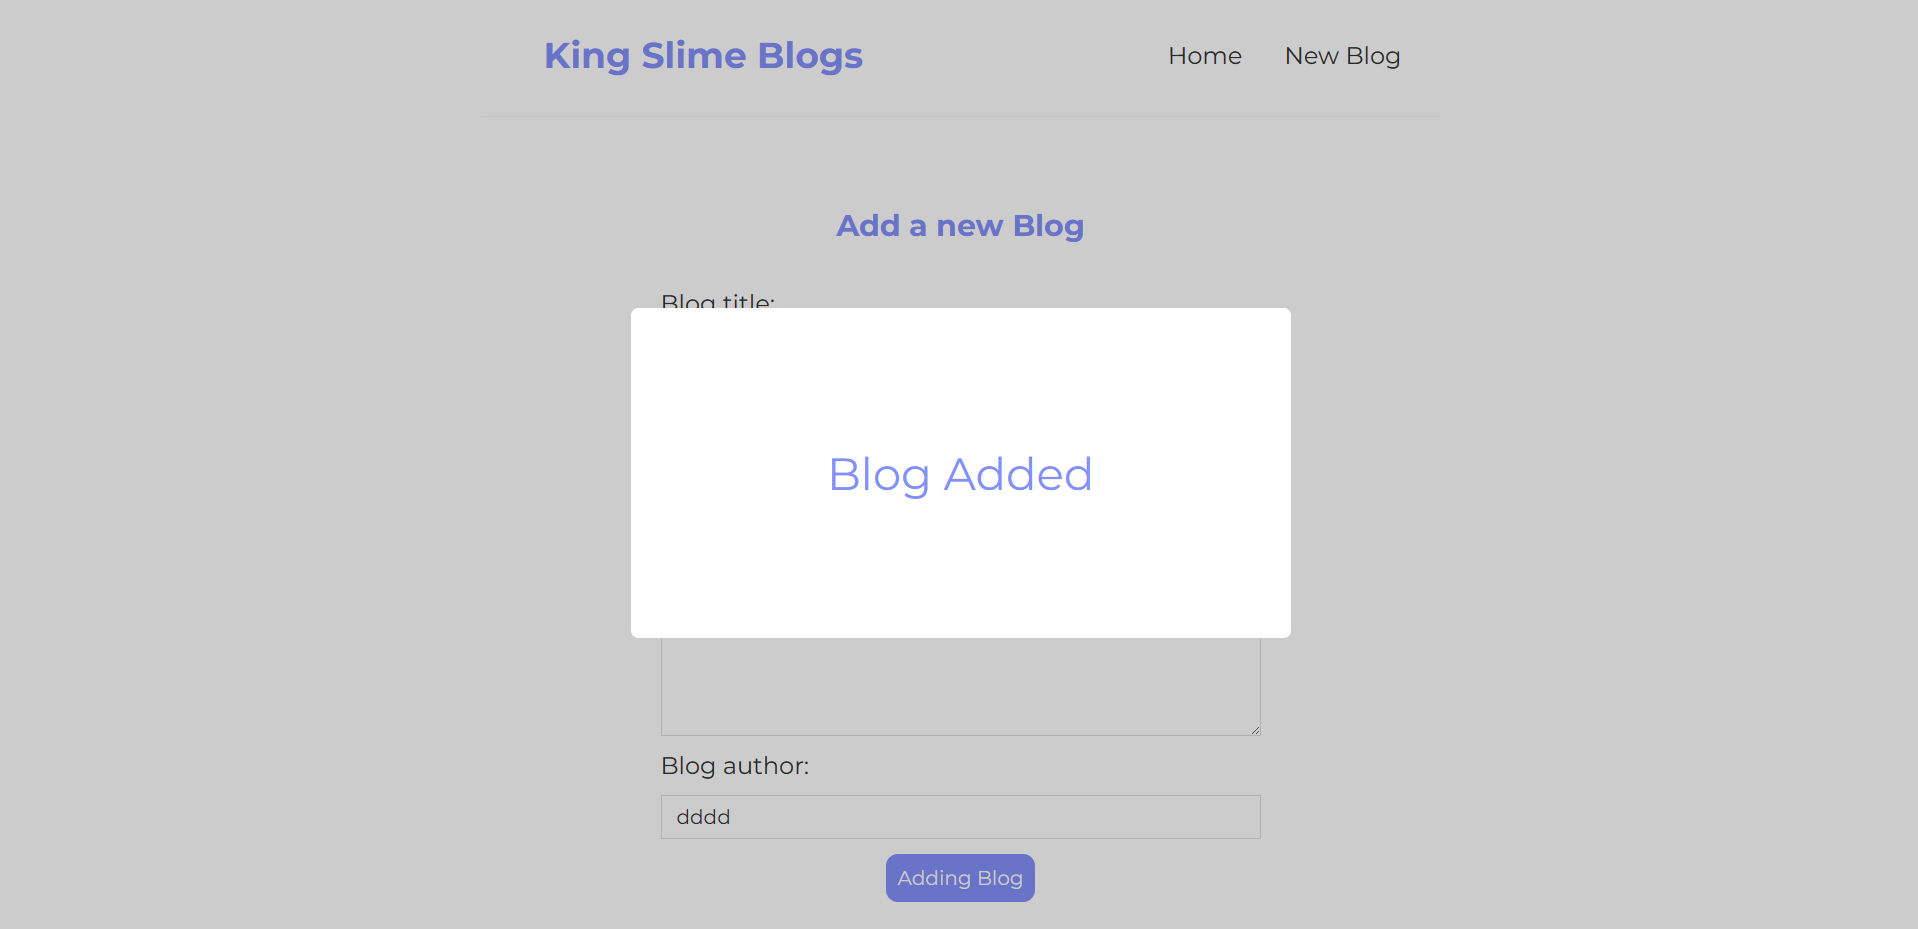 King Slime Blogs
Home New Blog
Add a new Blog
Blog title:
Blog Added
Blog author:
dddd
Adding Blog